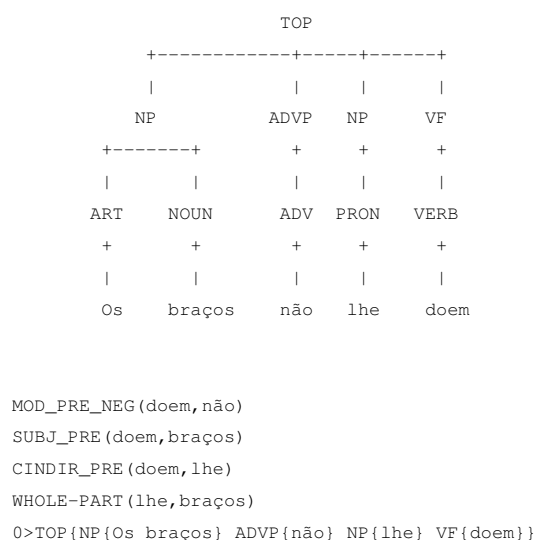 TOP
+------------+-----+------+
| | | |
NP ADVP NP VF
+-------+ + + +
| | | | |
ART NOUN ADV PRON VERB
+ + + + +
| | | | |
Os braços não lhe doem
MOD_PRE_NEG(doem,não)
SUBJ_PRE(doem,braços)
CINDIR_PRE(doem,lhe)
WHOLE-PART(lhe,braços)
0>TOP{NP{Os braços} ADVP{não} NP{lhe} VF{doem}}